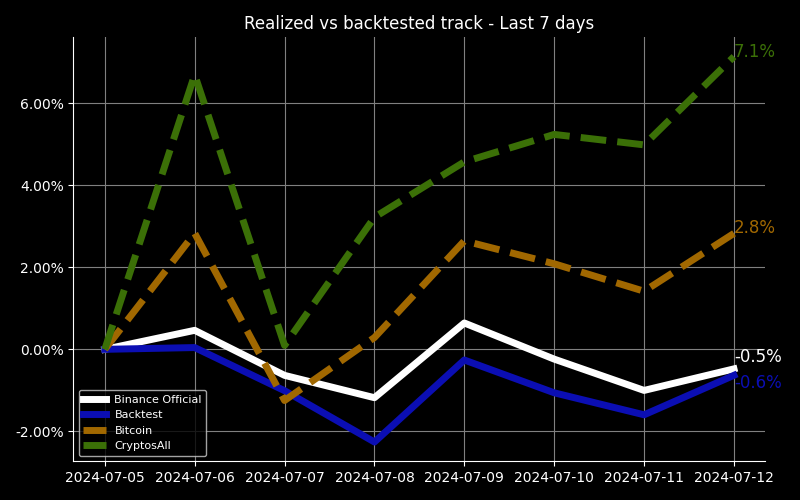 Realized vs backtested track - Last 7 days
7.1%
6.00%
4.00%
2.8%
2.00%
0.00%
-0.5%
-0.6%
Binance Official
Backtest
Bitcoin
CryptosAll
-2.00%
2024-07-05 2024-07-06 2024-07-07 2024-07-08 2024-07-09 2024-07-10 2024-07-11 2024-07-12